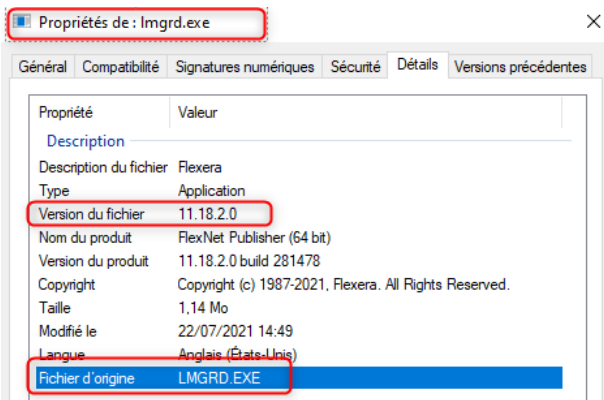 Propriétés de : lmgrd.exe
Général Compatibilité Signatures numériques Sécurité Détails Versions précédentes
Propriété Valeur
Description
Description du fichier Flexera
Type Application
Version du fichier 11.18.2.0
Nom du produit FlexNet Publisher (64 bit)
Version du produit 11.18.2.0 build 281478
Copyright Copyright (c) 1987-2021, Flexera. All Rights Reserved.
Taille 1,14 Mo
Modifié le 22/07/2021 14:49
Langue Anglais (États-Unis)
Fichier d'origine LMGRD.EXE